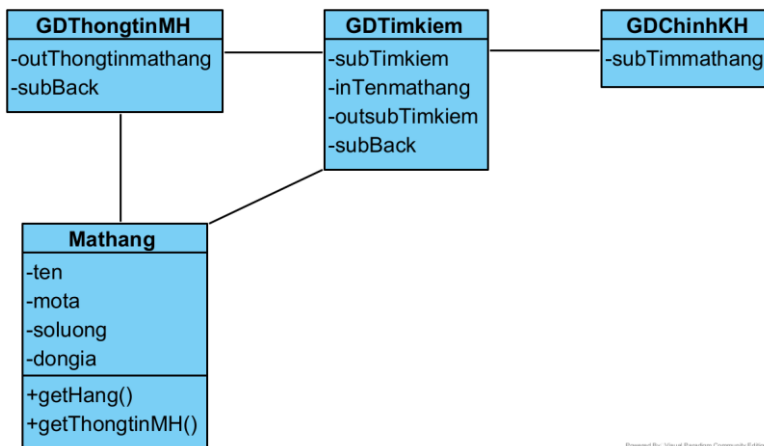 GDThongtinMH
-outThongtinmathang
-subBack
GDTimkiem
-subTimkiem
-inTenmathang
-outsubTimkiem
-subBack
GDChinhKH
-subTimmathang
Mathang
-ten
-mota
-soluong
-dongia
+getHang()
+getThongtinMH()